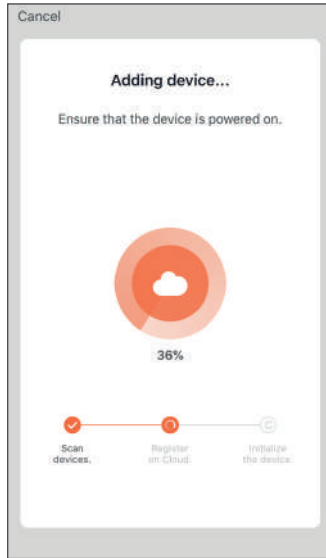 Cancel
Adding device...
Ensure that the device is powered on.
36%
Scan
devices.
Register
on Cloud.
Initialize
the device.